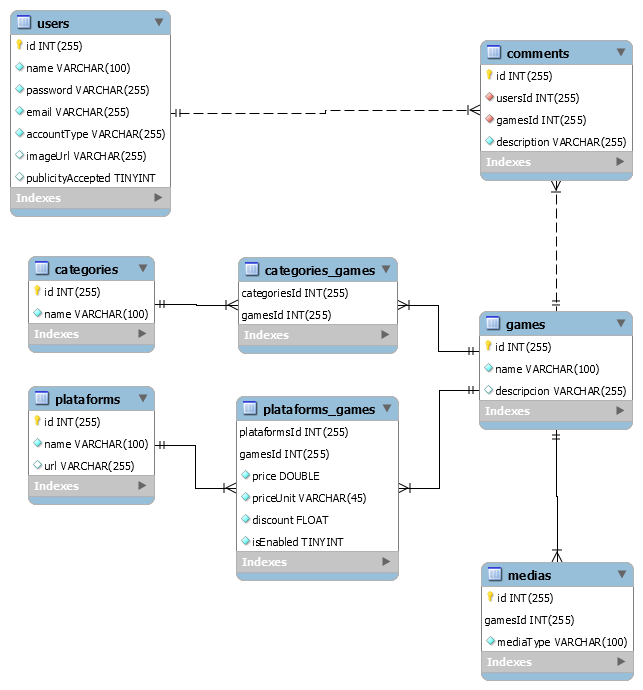 users
id INT(255)
name VARCHAR(100)
password VARCHAR(255)
email VARCHAR(255)
accountType VARCHAR(255)
imageUrl VARCHAR(255)
publicityAccepted TINYINT
Indexes
comments
id INT(255)
usersId INT(255)
gamesId INT(255)
description VARCHAR(255)
Indexes
categories
id INT(255)
name VARCHAR(100)
Indexes
categories_games
categoriesId INT(255)
gamesId INT(255)
Indexes
games
id INT(255)
name VARCHAR(100)
descripcion VARCHAR(255)
Indexes
plataforms
id INT(255)
name VARCHAR(100)
url VARCHAR(255)
Indexes
plataforms_games
plataformsId INT(255)
gamesId INT(255)
price DOUBLE
priceUnit VARCHAR(45)
discount FLOAT
isEnabled TINYINT
Indexes
medias
id INT(255)
gamesId INT(255)
mediaType VARCHAR(100)
Indexes